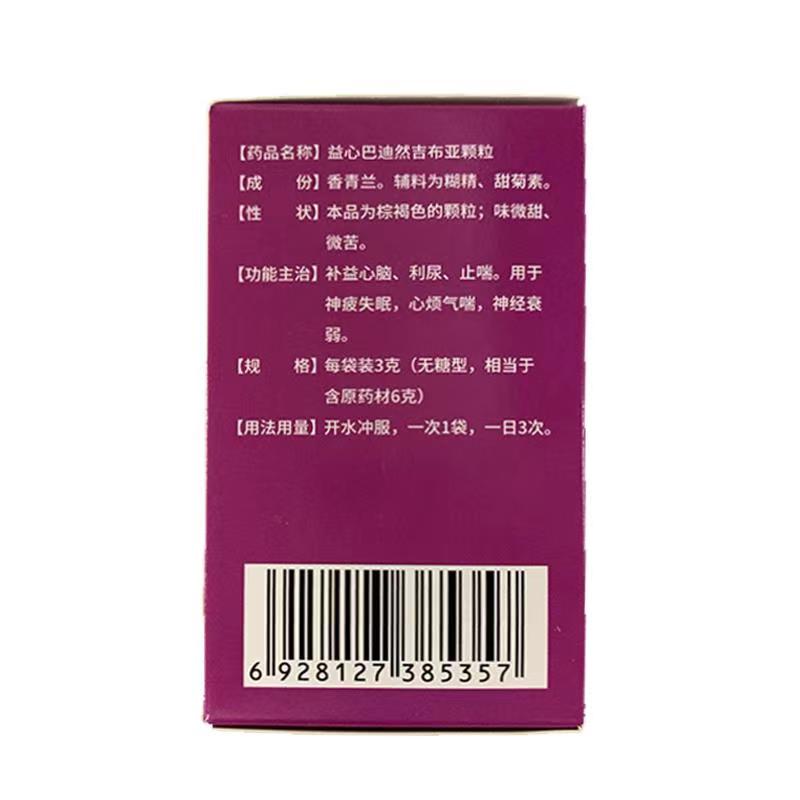 【药品名称】益心巴迪然吉布亚颗粒
【成 份】香青兰。辅料为糊精、甜菊素。
【性 状】本品为棕褐色的颗粒；味微甜、
微苦。
【功能主治】补益心脑、利尿、止喘。用于
神疲失眠，心烦气喘，神经衰
弱。
【规 格】每袋装3克（无糖型，相当于
含原药材6克）
【用法用量】开水冲服，一次1袋，一日3次。
6 928127 385357